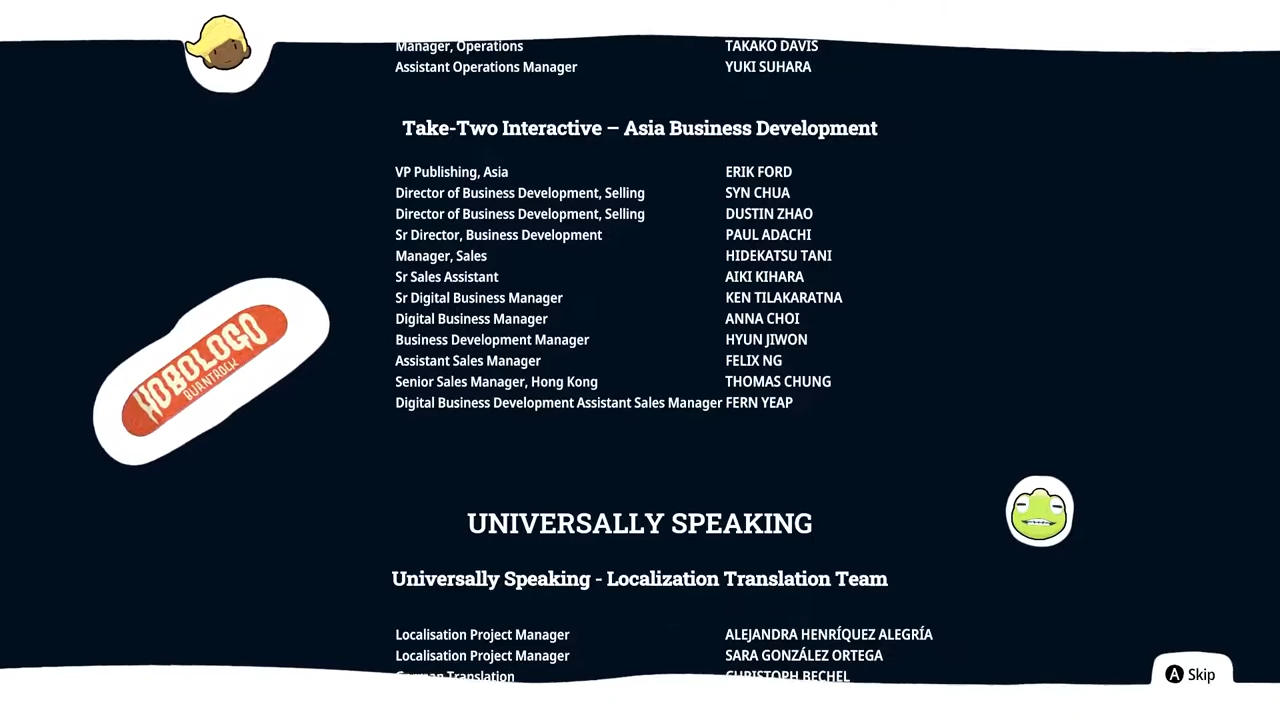 Manager, Operations TAKAKO DAVIS
Assistant Operations Manager YUKI SUHARA
Take-Two Interactive – Asia Business Development
VP Publishing, Asia ERIK FORD
Director of Business Development, Selling SYN CHUA
Director of Business Development, Selling DUSTIN ZHAO
Sr Director, Business Development PAUL ADACHI
Manager, Sales HIDEKATSU TANI
Sr Sales Assistant AIKI KIHARA
Sr Digital Business Manager KEN TILAKARATNA
Digital Business Manager ANNA CHOI
Business Development Manager HYUN JIWON
Assistant Sales Manager FELIX NG
Senior Sales Manager, Hong Kong THOMAS CHUNG
Digital Business Development Assistant Sales Manager FERN YEAP
HOBOLOGO
BURNTROCK
UNIVERSALLY SPEAKING
Universally Speaking - Localization Translation Team
Localisation Project Manager ALEJANDRA HENRÍQUEZ ALEGRÍA
Localisation Project Manager SARA GONZÁLEZ ORTEGA
German Translation CHRISTOPH BECHEL
A Skip